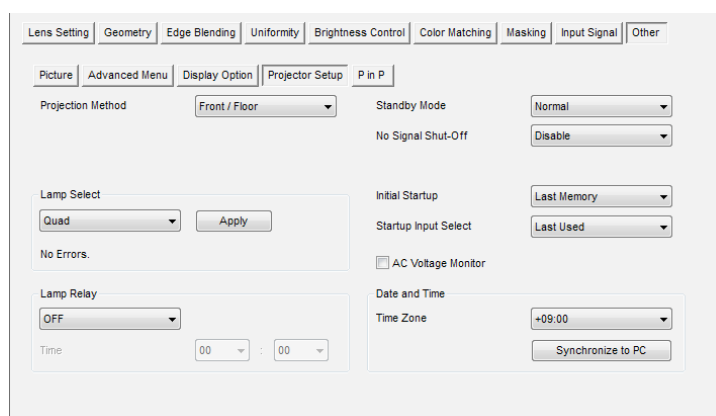 Lens Setting Geometry Edge Blending Uniformity Brightness Control Color Matching Masking Input Signal Other
Picture Advanced Menu Display Option Projector Setup P in P
Projection Method Front / Floor Standby Mode Normal
No Signal Shut-Off Disable
Lamp Select Initial Startup Last Memory
Quad Apply Startup Input Select Last Used
No Errors. AC Voltage Monitor
Lamp Relay Date and Time
OFF Time Zone +09:00
Time 00 : 00 Synchronize to PC